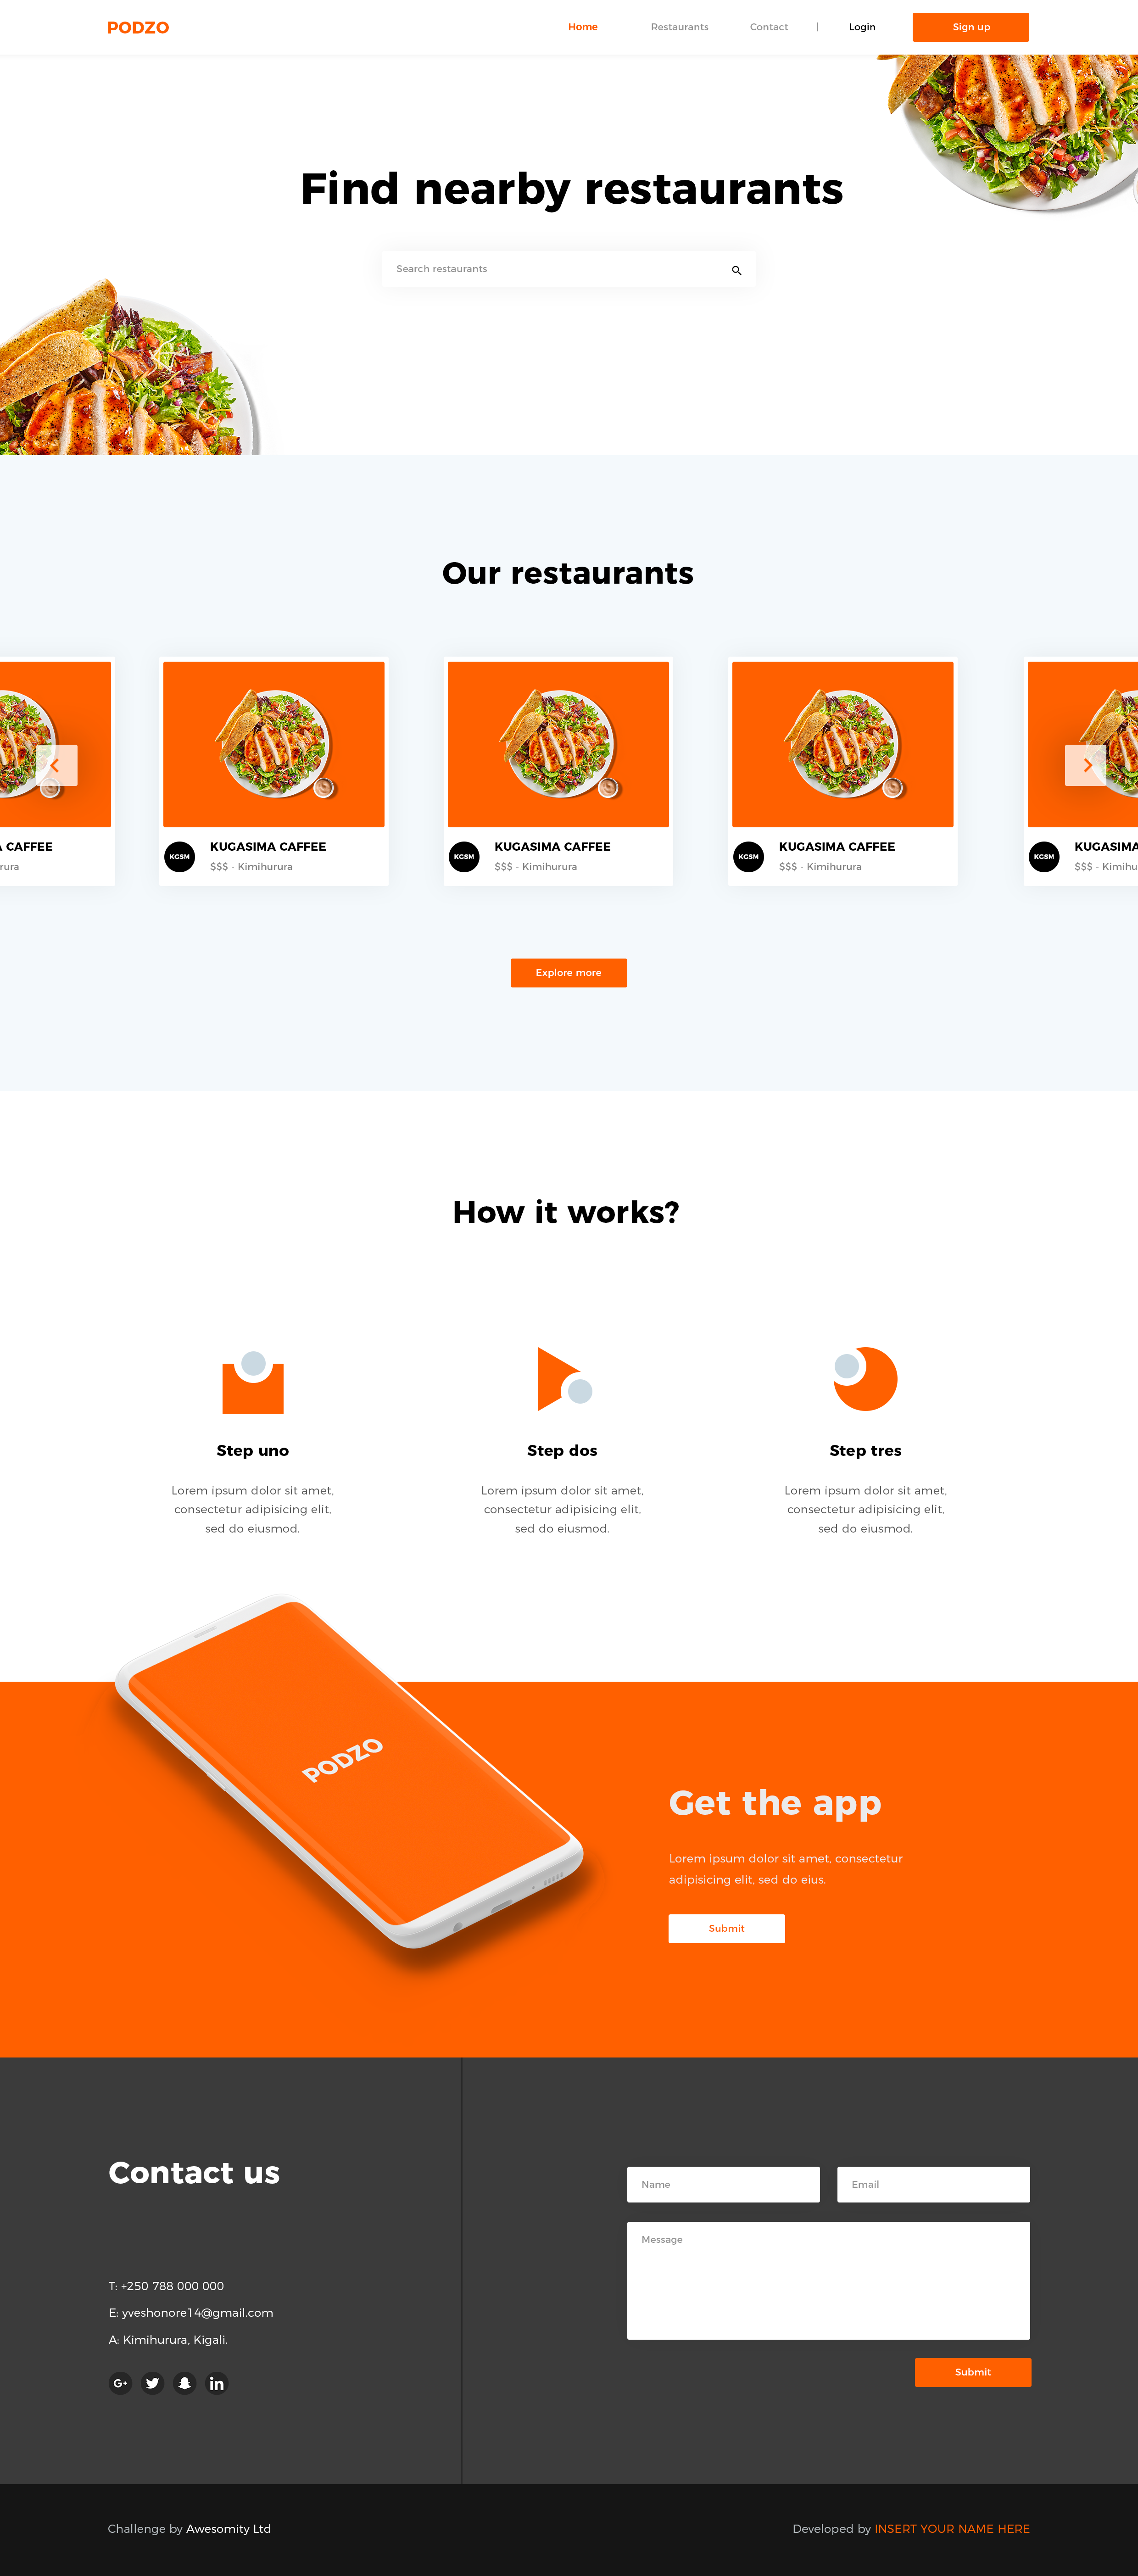 PODZO
Home
Restaurants
Contact
|
Login
Sign up
Find nearby restaurants
Search restaurants
Our restaurants
CAFFEE
rura
KGSM
KUGASIMA CAFFEE
$$$ - Kimihurura
KGSM
KUGASIMA CAFFEE
$$$ - Kimihurura
KGSM
KUGASIMA CAFFEE
$$$ - Kimihurura
KGSM
KUGASIMA
$$$ - Kimihu
Explore more
How it works?
Step uno
Lorem ipsum dolor sit amet,
consectetur adipisicing elit,
sed do eiusmod.
Step dos
Lorem ipsum dolor sit amet,
consectetur adipisicing elit,
sed do eiusmod.
Step tres
Lorem ipsum dolor sit amet,
consectetur adipisicing elit,
sed do eiusmod.
PODZO
Get the app
Lorem ipsum dolor sit amet, consectetur
adipisicing elit, sed do eius.
Submit
Contact us
T: +250 788 000 000
E: yveshonore14@gmail.com
A: Kimihurura, Kigali.
G+
in
Name
Email
Message
Submit
Challenge by Awesomity Ltd
Developed by INSERT YOUR NAME HERE